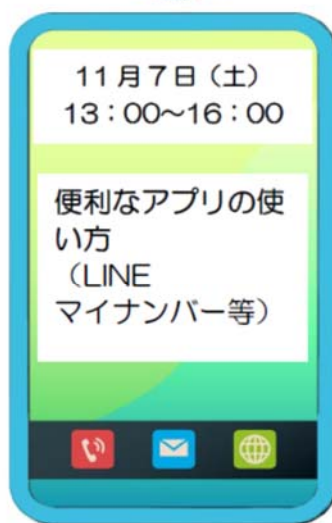 11月7日（土）
13：00～16：00
便利なアプリの使
い方
（LINE
マイナンバー等）